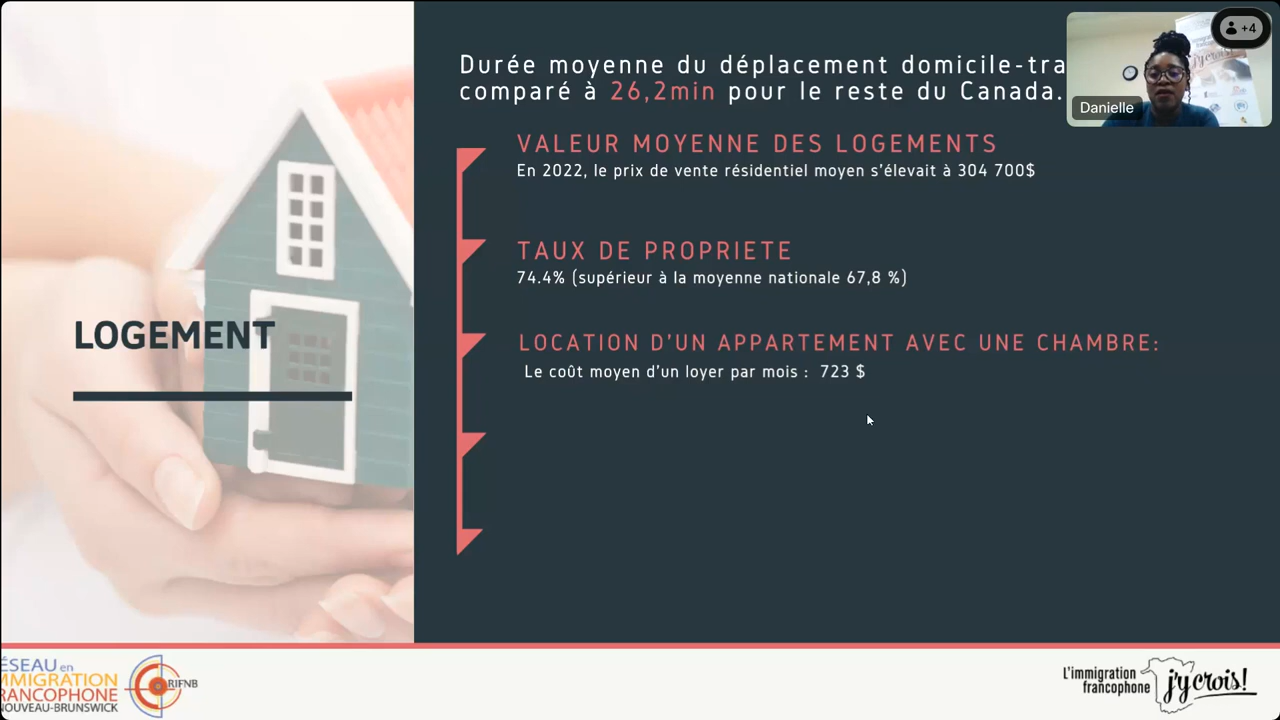 Durée moyenne du déplacement domicile-tra
comparé à 26,2min pour le reste du Canada.
+4
Danielle
j'y crois!
VALEUR MOYENNE DES LOGEMENTS
En 2022, le prix de vente résidentiel moyen s'élevait à 304 700$
TAUX DE PROPRIETE
74.4% (supérieur à la moyenne nationale 67,8 %)
LOGEMENT
LOCATION D'UN APPARTEMENT AVEC UNE CHAMBRE:
Le coût moyen d'un loyer par mois : 723 $
ÉSEAU en
MMIGRATION
RANCOPHONE
NOUVEAU-BRUNSWICK
RIFNB
L'immigration
francophone
j'y crois!